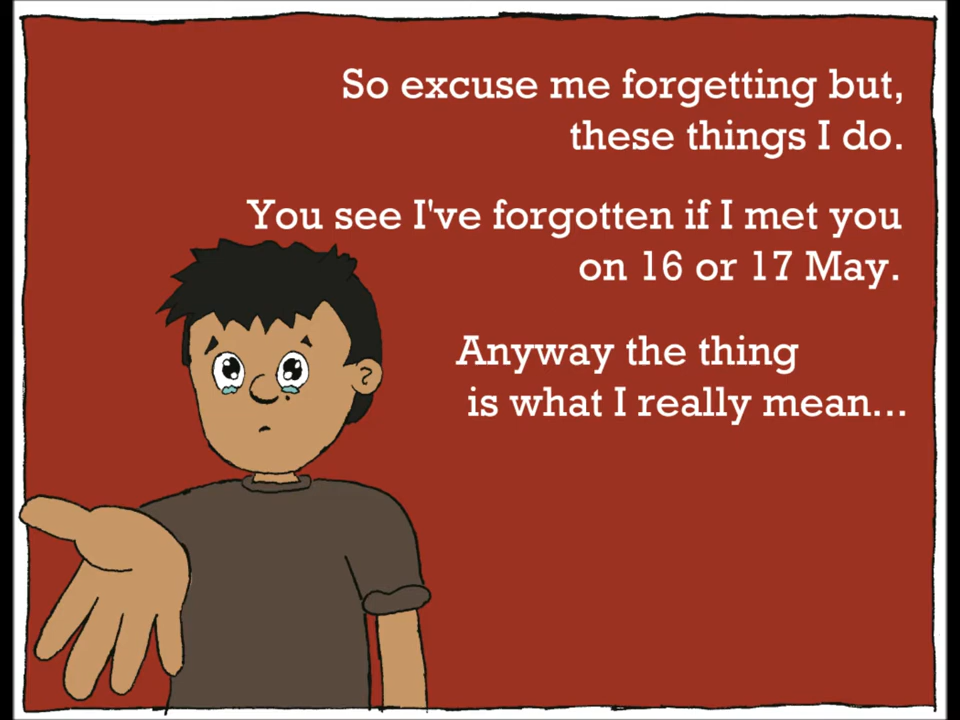 So excuse me forgetting but,
these things I do.
You see I've forgotten if I met you
on 16 or 17 May.
Anyway the thing
is what I really mean...